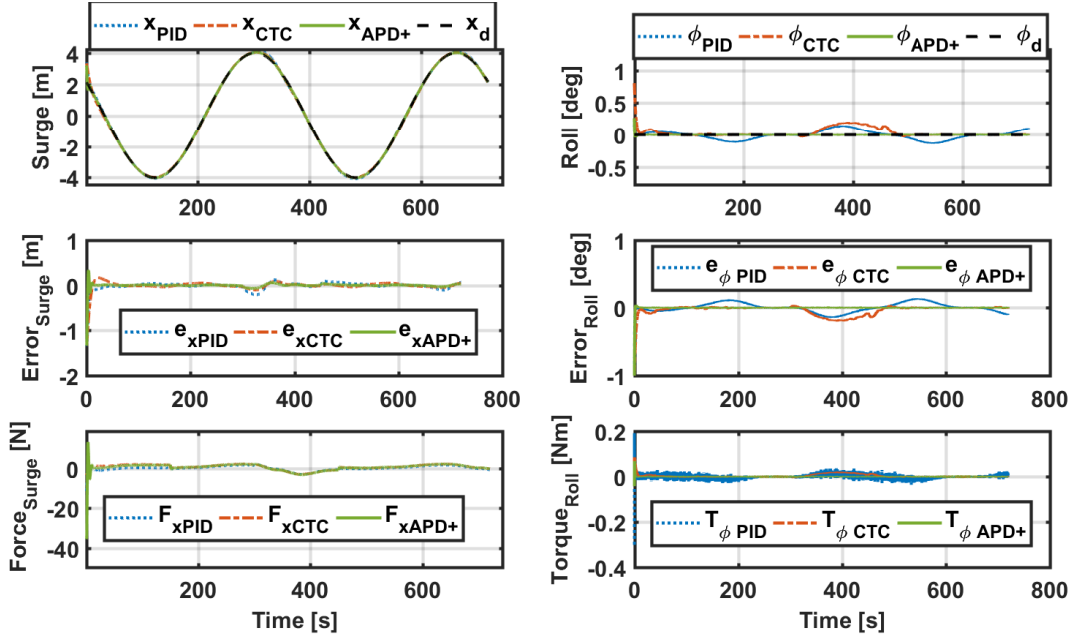 x_PID x_CTC x_APD+ x_d
Surge [m]
4
2
0
-2
-4
200 400 600
ϕ_PID ϕ_CTC ϕ_APD+ ϕ_d
Roll [deg]
1
0.5
0
-0.5
200 400 600
Error_Surge [m]
1
0
-1
-2
e_xPID e_xCTC e_xAPD+
0 200 400 600 800
Error_Roll [deg]
1
0
-1
e_ϕ PID e_ϕ CTC e_ϕ APD+
0 200 400 600 800
Force_Surge [N]
0
-20
-40
F_xPID F_xCTC F_xAPD+
200 400 600
Time [s]
Torque_Roll [Nm]
0.2
0
-0.2
-0.4
T_ϕ PID T_ϕ CTC T_ϕ APD+
0 200 400 600 800
Time [s]